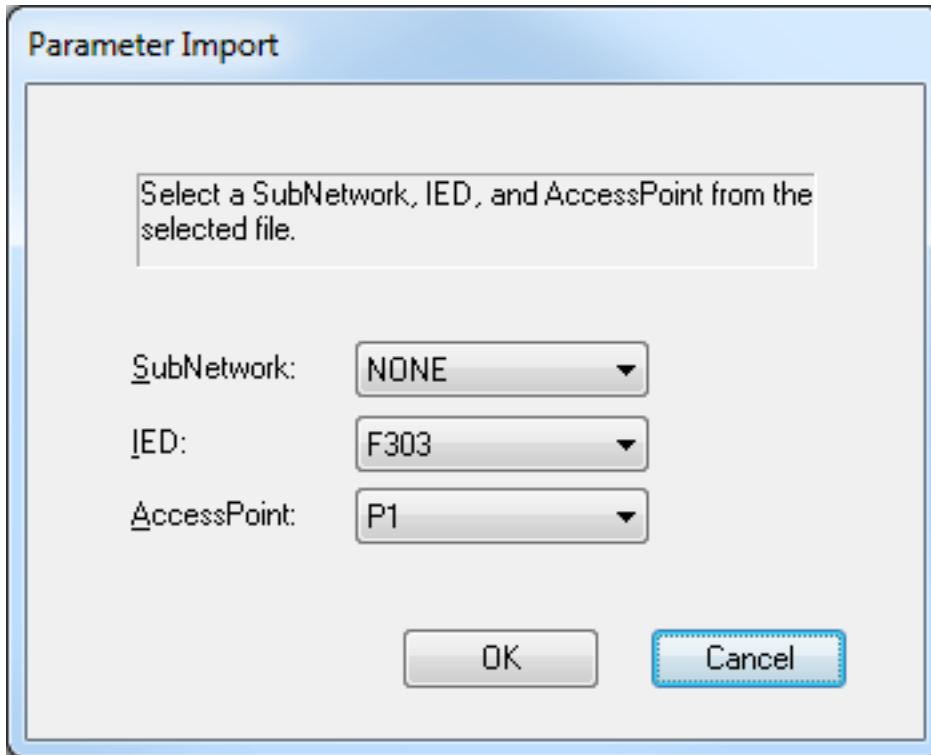 Parameter Import
Select a SubNetwork, IED, and AccessPoint from the
selected file.
SubNetwork: NONE
IED: F303
AccessPoint: P1
OK Cancel